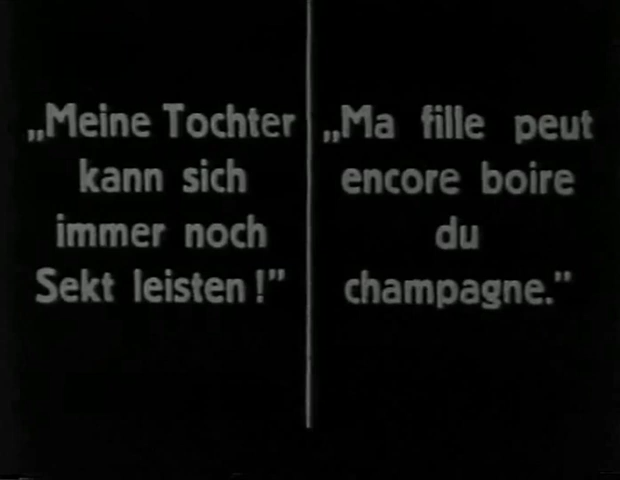 „Meine Tochter
kann sich
immer noch
Sekt leisten!”
„Ma fille peut
encore boire
du
champagne.”